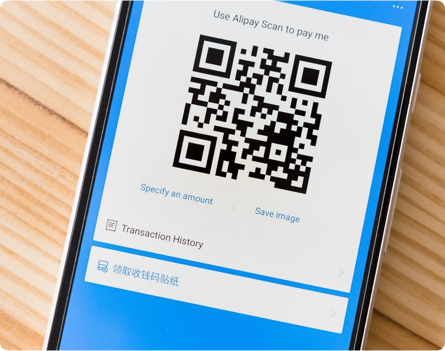 Use Alipay Scan to pay me
Specify an amount
Save image
Transaction History
领取收钱码贴纸